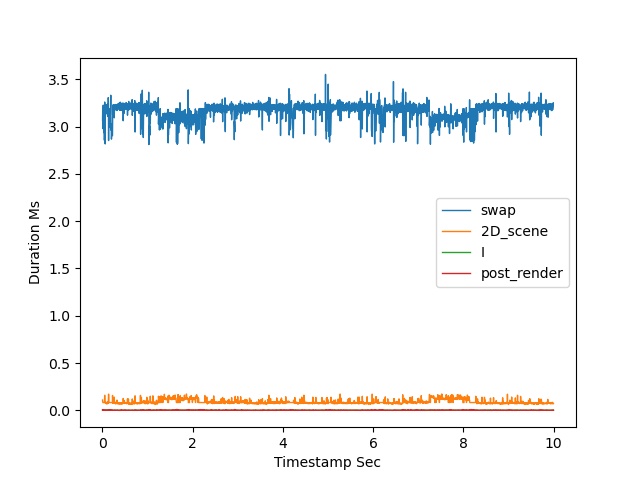 3.5
3.0
2.5
2.0
1.5
1.0
0.5
0.0
Duration Ms
swap
2D_scene
I
post_render
0 2 4 6 8 10
Timestamp Sec